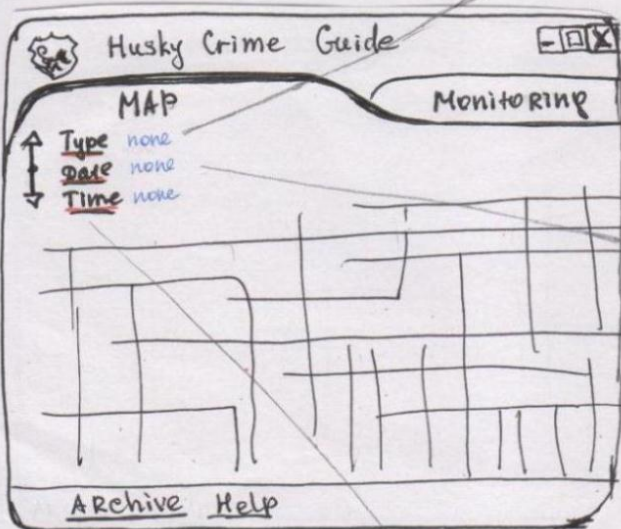 Husky Crime Guide
MAP
Monitoring
Type none
Date none
Time none
Archive Help